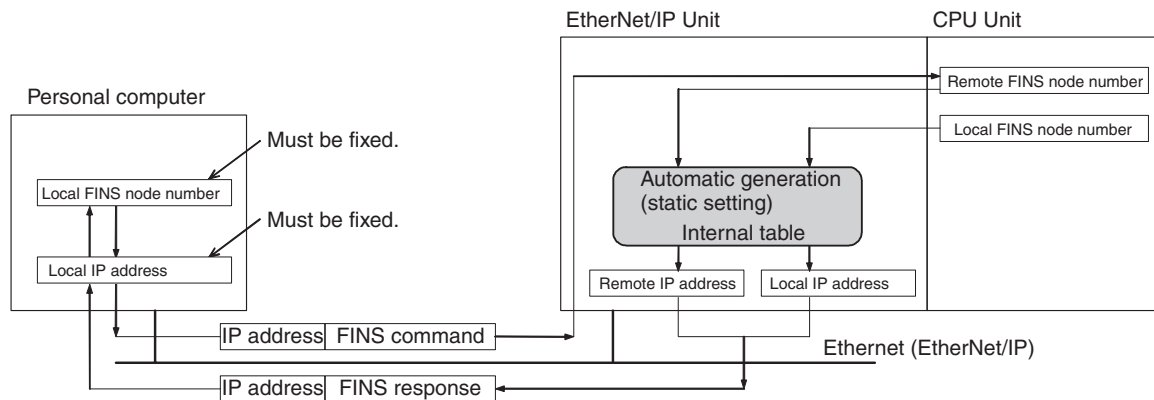 EtherNet/IP Unit
CPU Unit
Personal computer
Remote FINS node number
Must be fixed.
Local FINS node number
Local FINS node number
Automatic generation
(static setting)
Internal table
Must be fixed.
Local IP address
Remote IP address
Local IP address
IP address
FINS command
Ethernet (EtherNet/IP)
IP address
FINS response